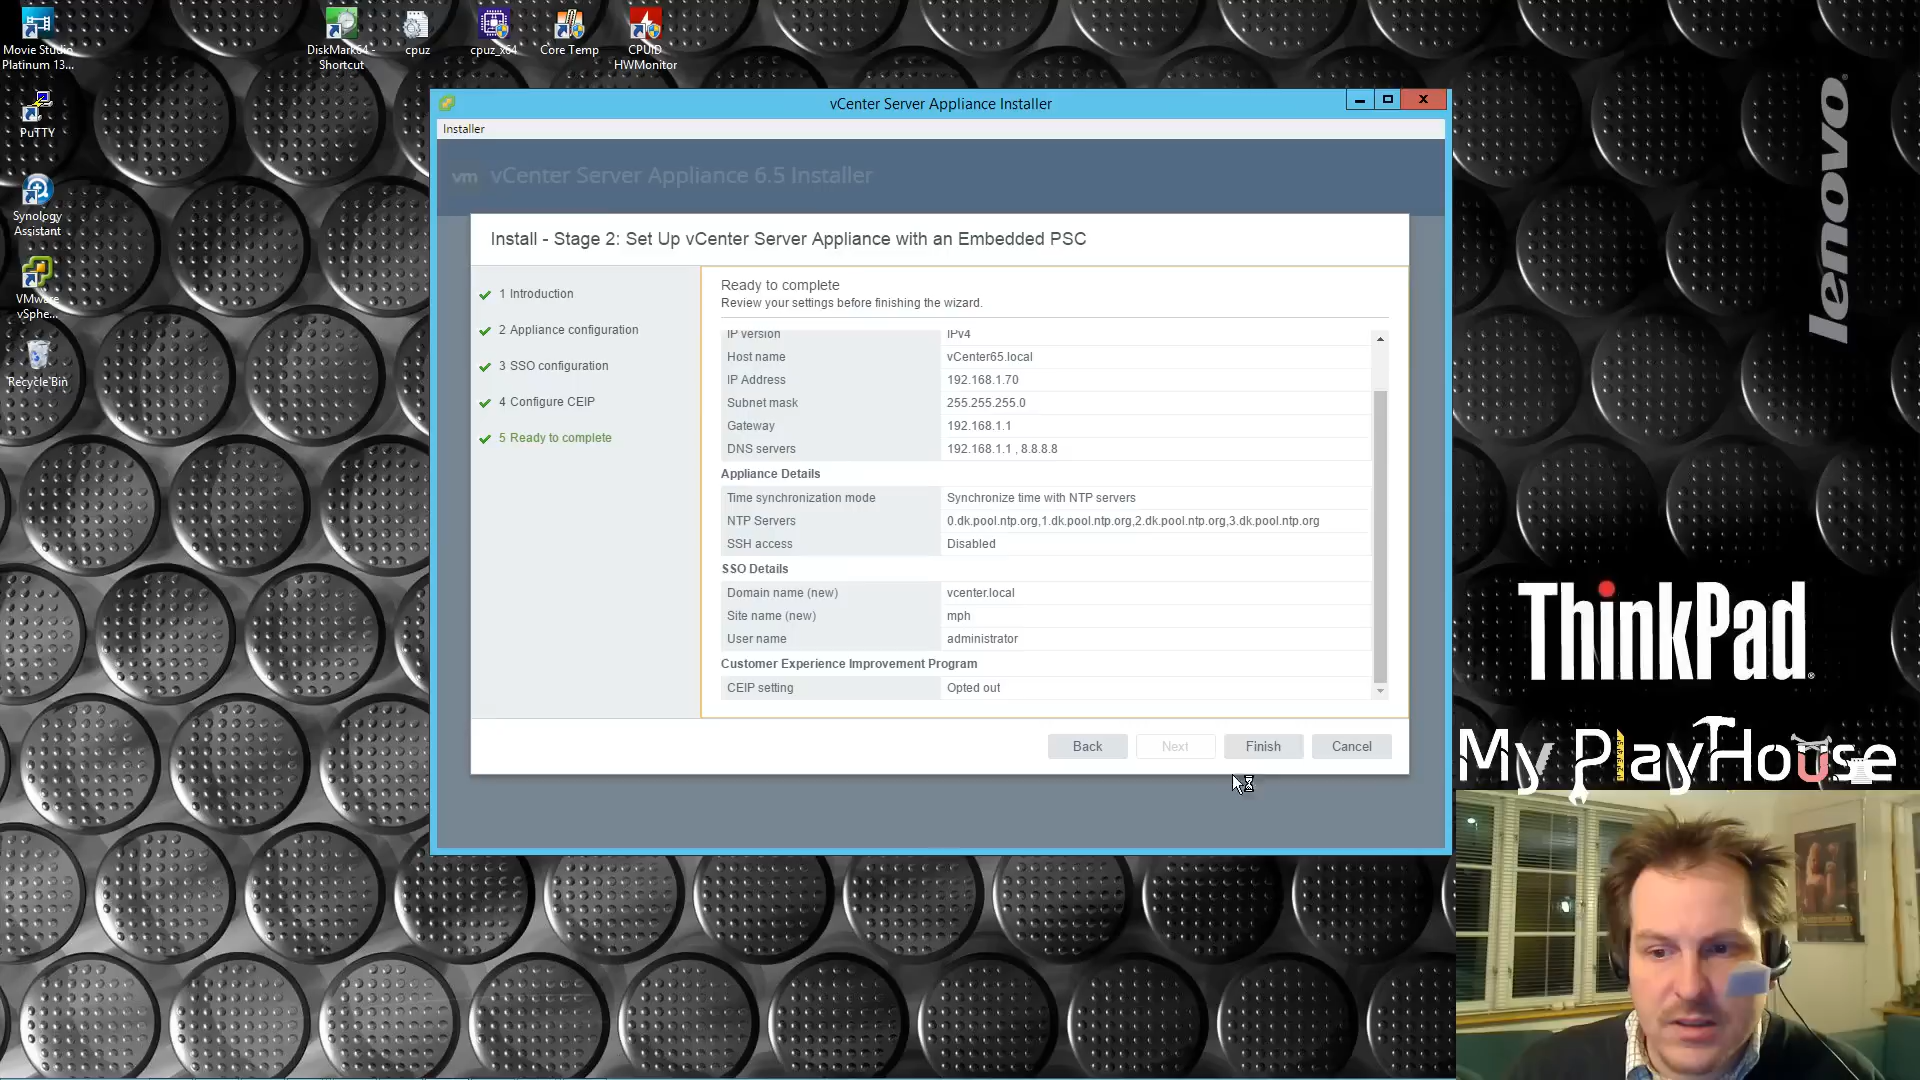 Movie Studio
Platinum 13...
DiskMark64 -
Shortcut
cpuz
cpuz_x64
Core Temp
CPUID
HWMonitor
PuTTY
Synology
Assistant
VMware
vSphe...
Recycle Bin
vCenter Server Appliance Installer
Installer
vm vCenter Server Appliance 6.5 Installer
Install - Stage 2: Set Up vCenter Server Appliance with an Embedded PSC
1 Introduction
2 Appliance configuration
3 SSO configuration
4 Configure CEIP
5 Ready to complete
Ready to complete
Review your settings before finishing the wizard.
IP version IPv4
Host name vCenter65.local
IP Address 192.168.1.70
Subnet mask 255.255.255.0
Gateway 192.168.1.1
DNS servers 192.168.1.1 , 8.8.8.8
Appliance Details
Time synchronization mode Synchronize time with NTP servers
NTP Servers 0.dk.pool.ntp.org,1.dk.pool.ntp.org,2.dk.pool.ntp.org,3.dk.pool.ntp.org
SSH access Disabled
SSO Details
Domain name (new) vcenter.local
Site name (new) mph
User name administrator
Customer Experience Improvement Program
CEIP setting Opted out
Back Next Finish Cancel
lenovo
ThinkPad
My PlayHouse